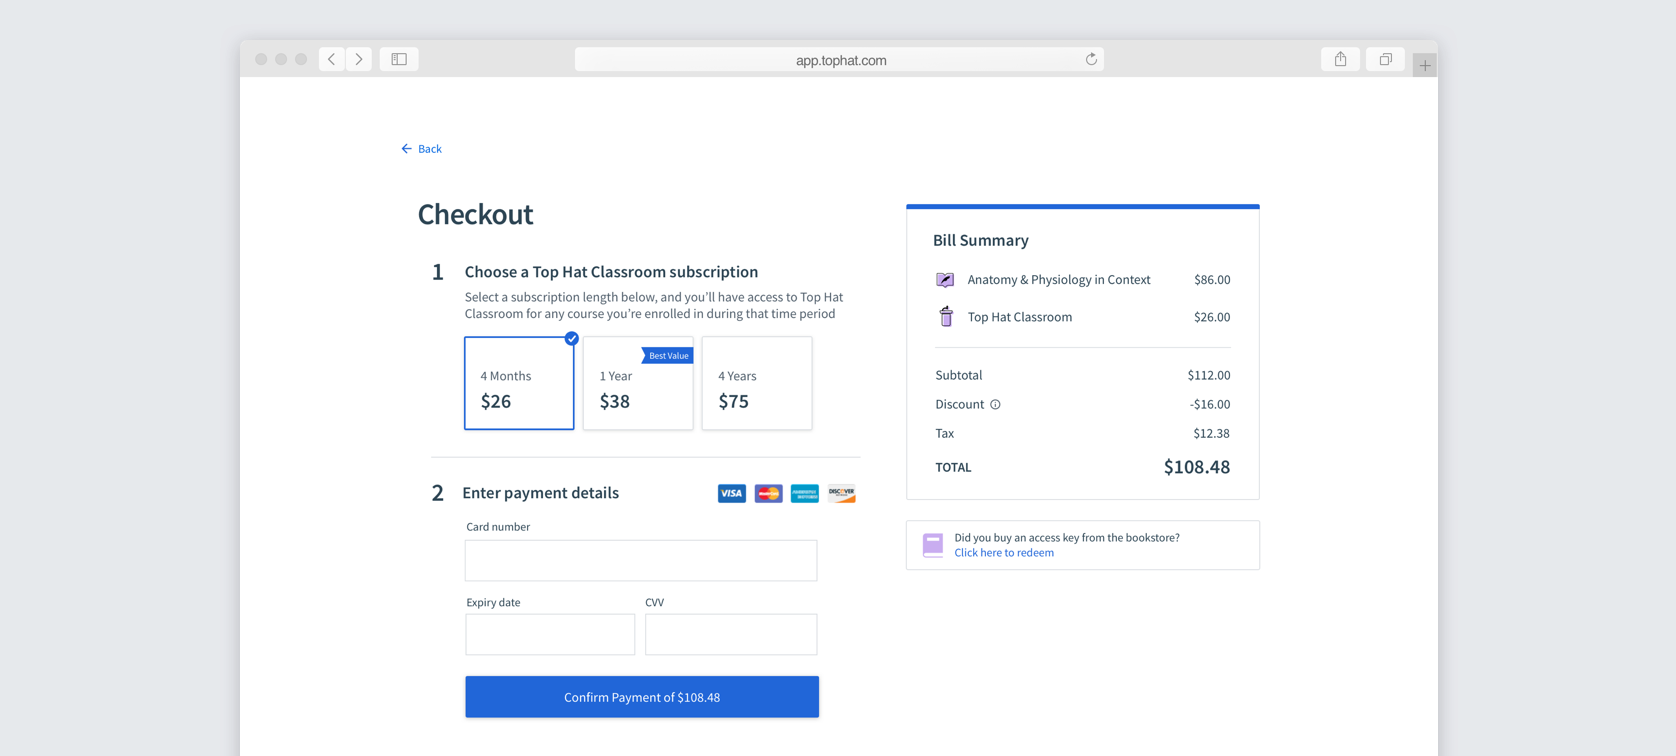 app.tophat.com
Back
Checkout
1 Choose a Top Hat Classroom subscription
Select a subscription length below, and you'll have access to Top Hat
Classroom for any course you're enrolled in during that time period
4 Months
$26
Best Value
1 Year
$38
4 Years
$75
2 Enter payment details
VISA
DISCOVER
Card number
Expiry date
CVV
Confirm Payment of $108.48
Bill Summary
Anatomy & Physiology in Context $86.00
Top Hat Classroom $26.00
Subtotal $112.00
Discount -$16.00
Tax $12.38
TOTAL $108.48
Did you buy an access key from the bookstore?
Click here to redeem